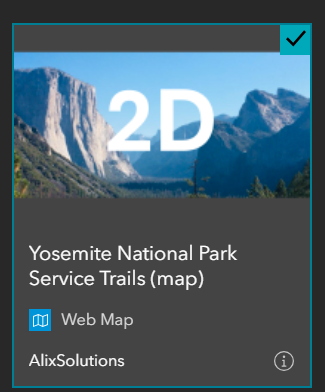 2D
Yosemite National Park
Service Trails (map)
Web Map
AlixSolutions